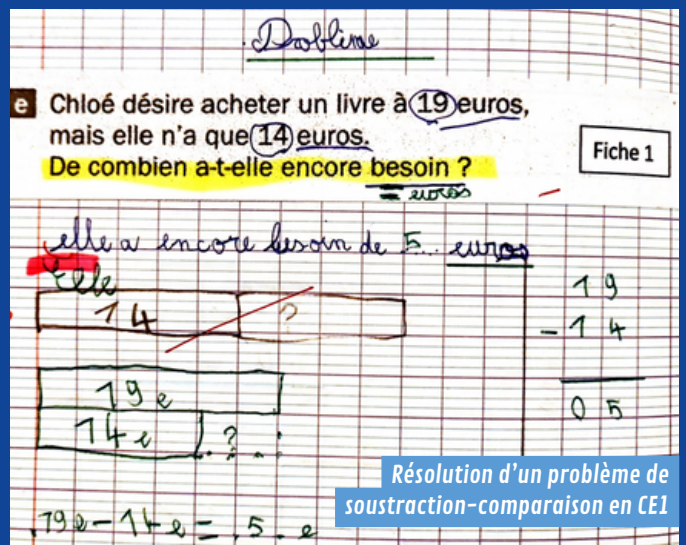 Problème
e Chloé désire acheter un livre à 19 euros,
mais elle n'a que 14 euros.
De combien a-t-elle encore besoin ?
Fiche 1
= euros
elle a encore besoin de 5 euros
Elle
14 ?
19 e
14 e ?
19
- 14
05
19e - 14 e = 5 e
Résolution d'un problème de
soustraction-comparaison en CE1